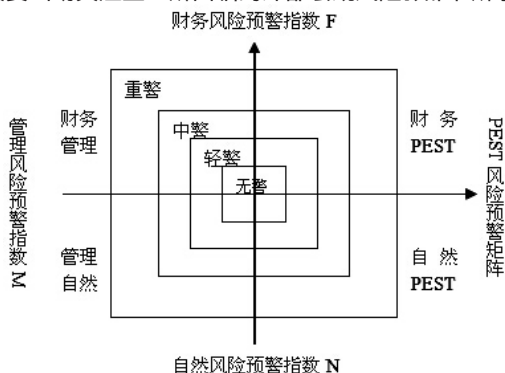 财务风险预警指数 F
重警
财务
管理
中警
轻警
无警
财 务
PEST
管理风险预警指数 M
PEST 风险预警矩阵
管理
自然
自 然
PEST
自然风险预警指数 N